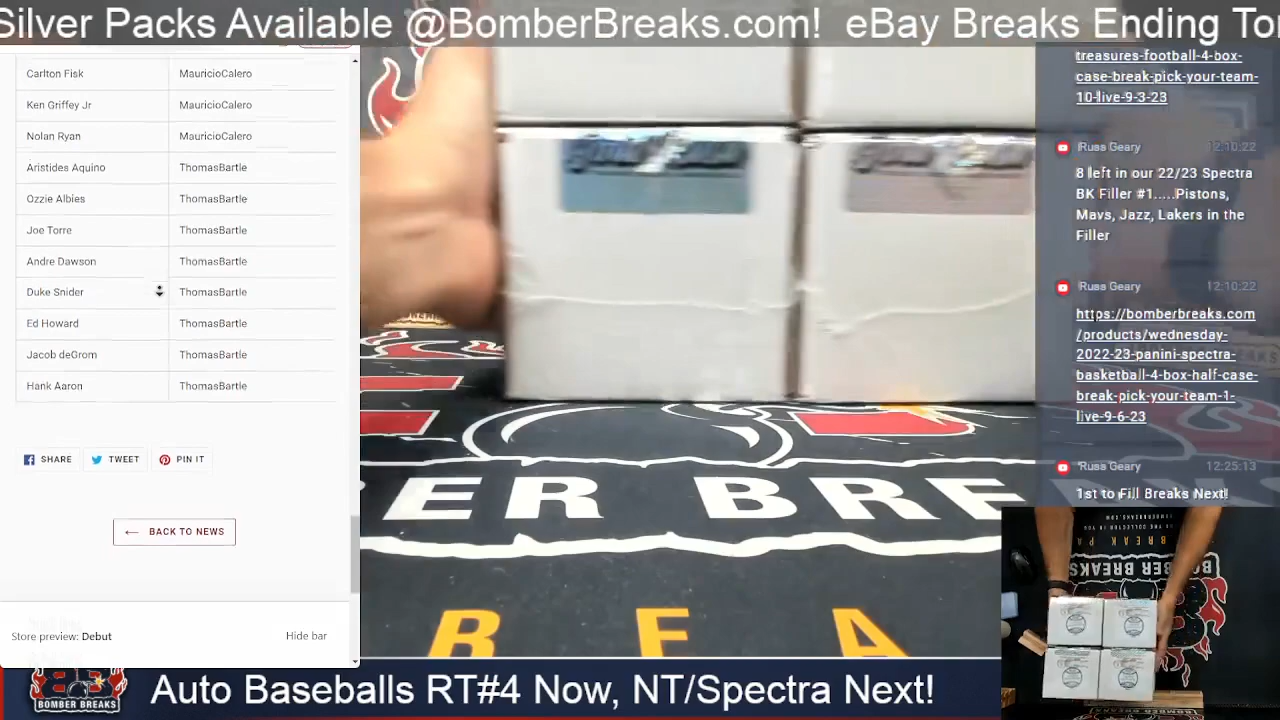 Silver Packs Available @BomberBreaks.com!  eBay Breaks Ending
Carlton Fisk MauricioCalero
Ken Griffey Jr MauricioCalero
Nolan Ryan MauricioCalero
Aristides Aquino ThomasBartle
Ozzie Albies ThomasBartle
Joe Torre ThomasBartle
Andre Dawson ThomasBartle
Duke Snider ThomasBartle
Ed Howard ThomasBartle
Jacob deGrom ThomasBartle
Hank Aaron ThomasBartle
SHARE TWEET PIN IT
← BACK TO NEWS
Store preview: Debut Hide bar
treasures-football-4-box-
case-break-pick-your-team-
10-live-9-3-23
Russ Geary 12:10:22
8 left in our 22/23 Spectra
BK Filler #1.....Pistons,
Mavs, Jazz, Lakers in the
Filler
Russ Geary 12:10:22
https://bomberbreaks.com
/products/wednesday-
2022-23-panini-spectra-
basketball-4-box-half-case-
break-pick-your-team-1-
live-9-6-23
Russ Geary 12:25:13
1st to Fill Breaks Next!
BER BRE
B R E A
BOMBER BREAKS
BOMBER BREAKS
Auto Baseballs RT#4 Now, NT/Spectra Next!